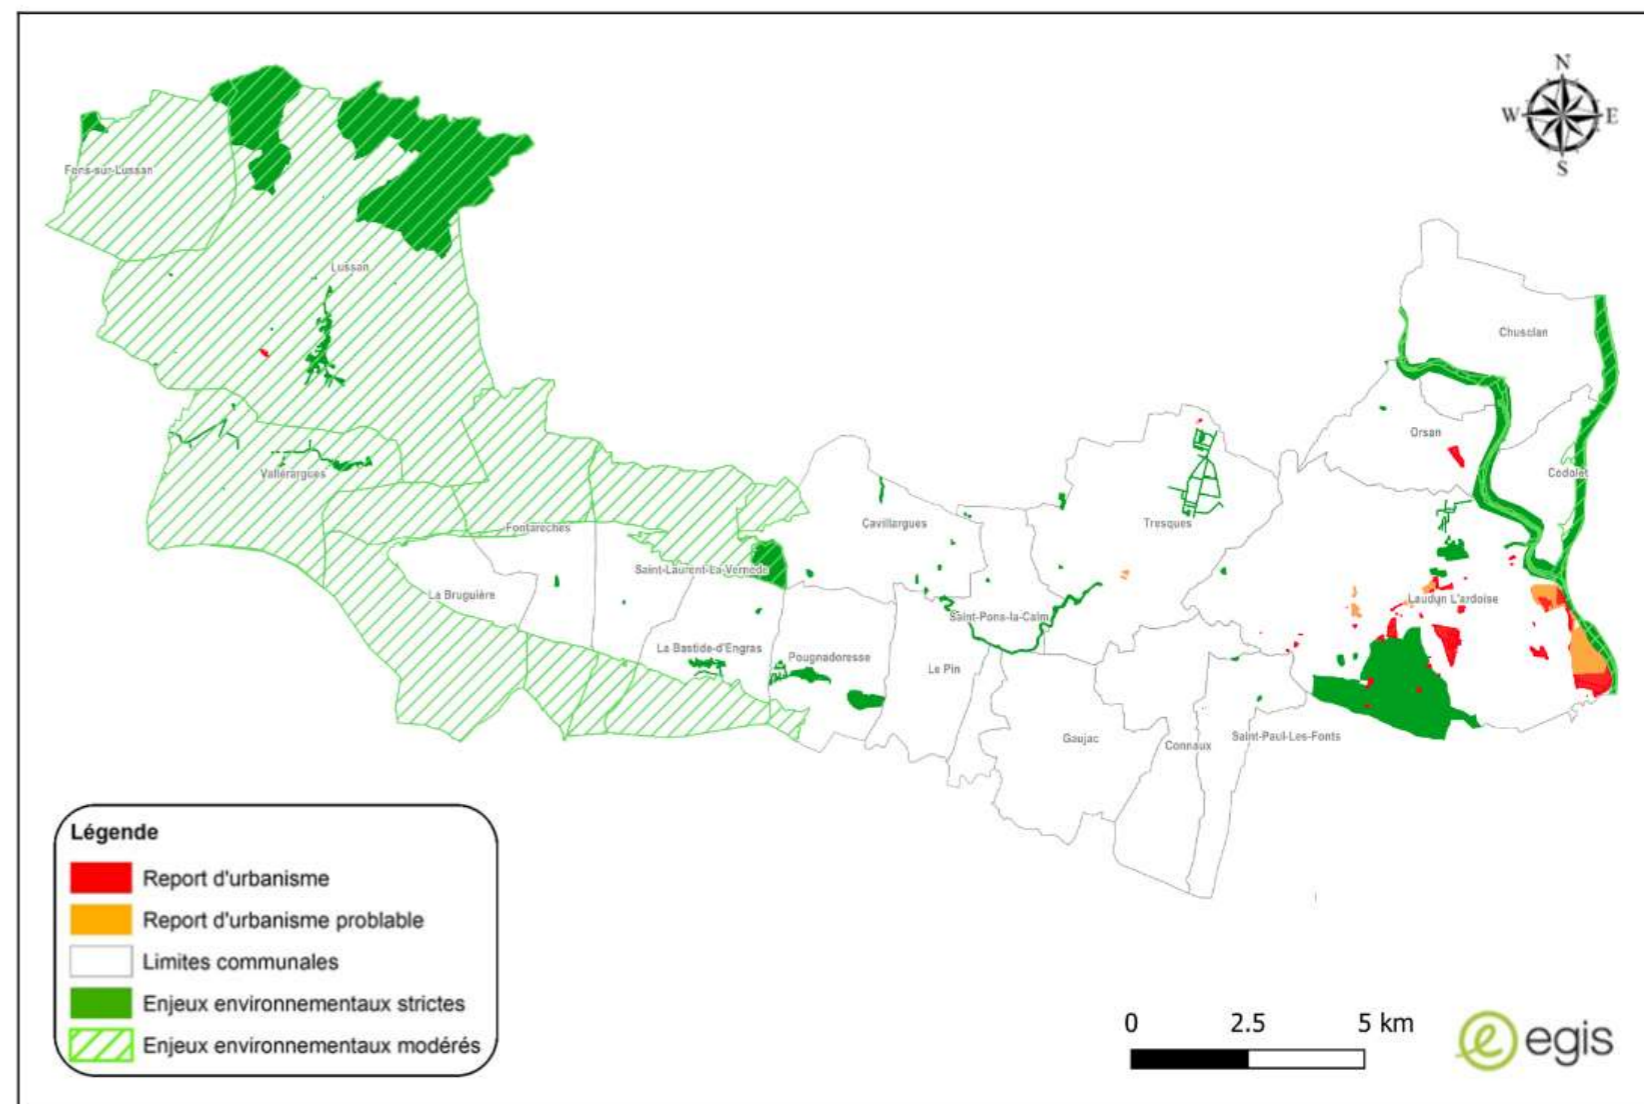 N
W E
S
Fons-sur-Lussan
Lussan
Chusclan
Orsan
Codolet
Vallérargues
Cavillargues
Tresques
Fontarèches
Saint-Laurent-La-Vernède
La Bruguière
Laudun L'ardoise
Saint-Pons-la-Calm
La Bastide-d'Engras
Pougnadoresse
Le Pin
Gaujac
Connaux
Saint-Paul-Les-Fonts
Légende
Report d'urbanisme
Report d'urbanisme problable
Limites communales
Enjeux environnementaux strictes
Enjeux environnementaux modérés
0 2.5 5 km
e egis